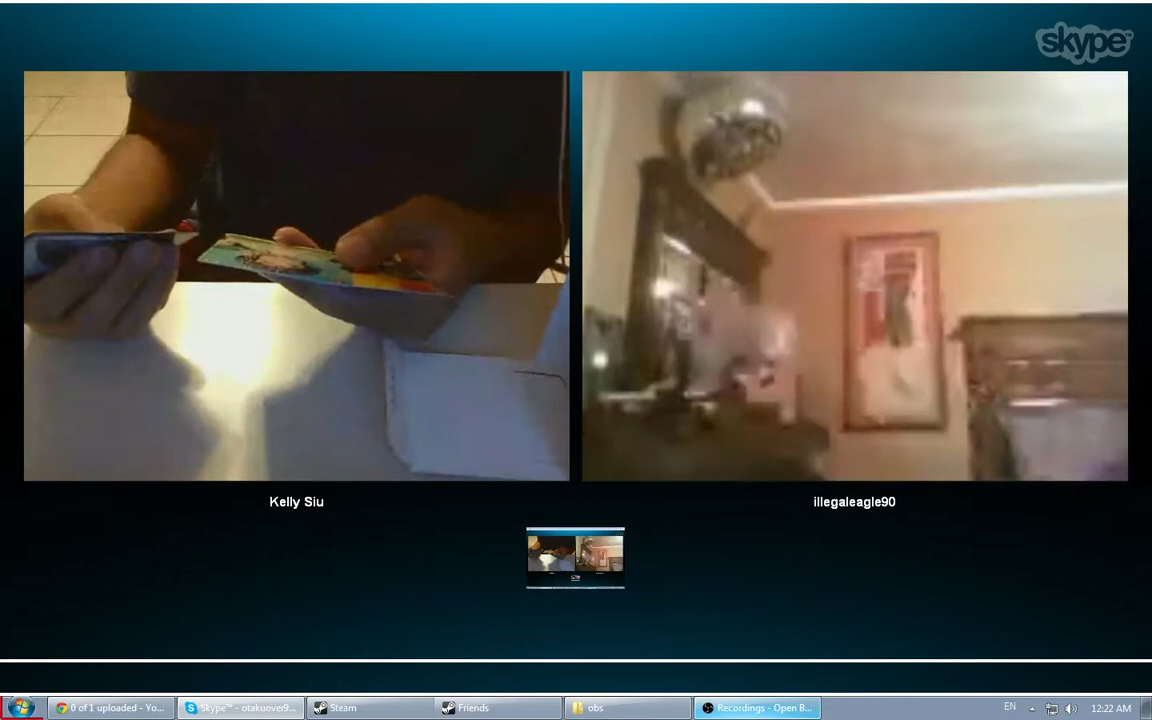 skype™
Kelly Siu
illegaleagle90
0 of 1 uploaded - Yo...
Skype™ - otakuover9...
Steam
Friends
obs
Recordings - Open B...
EN
12:22 AM